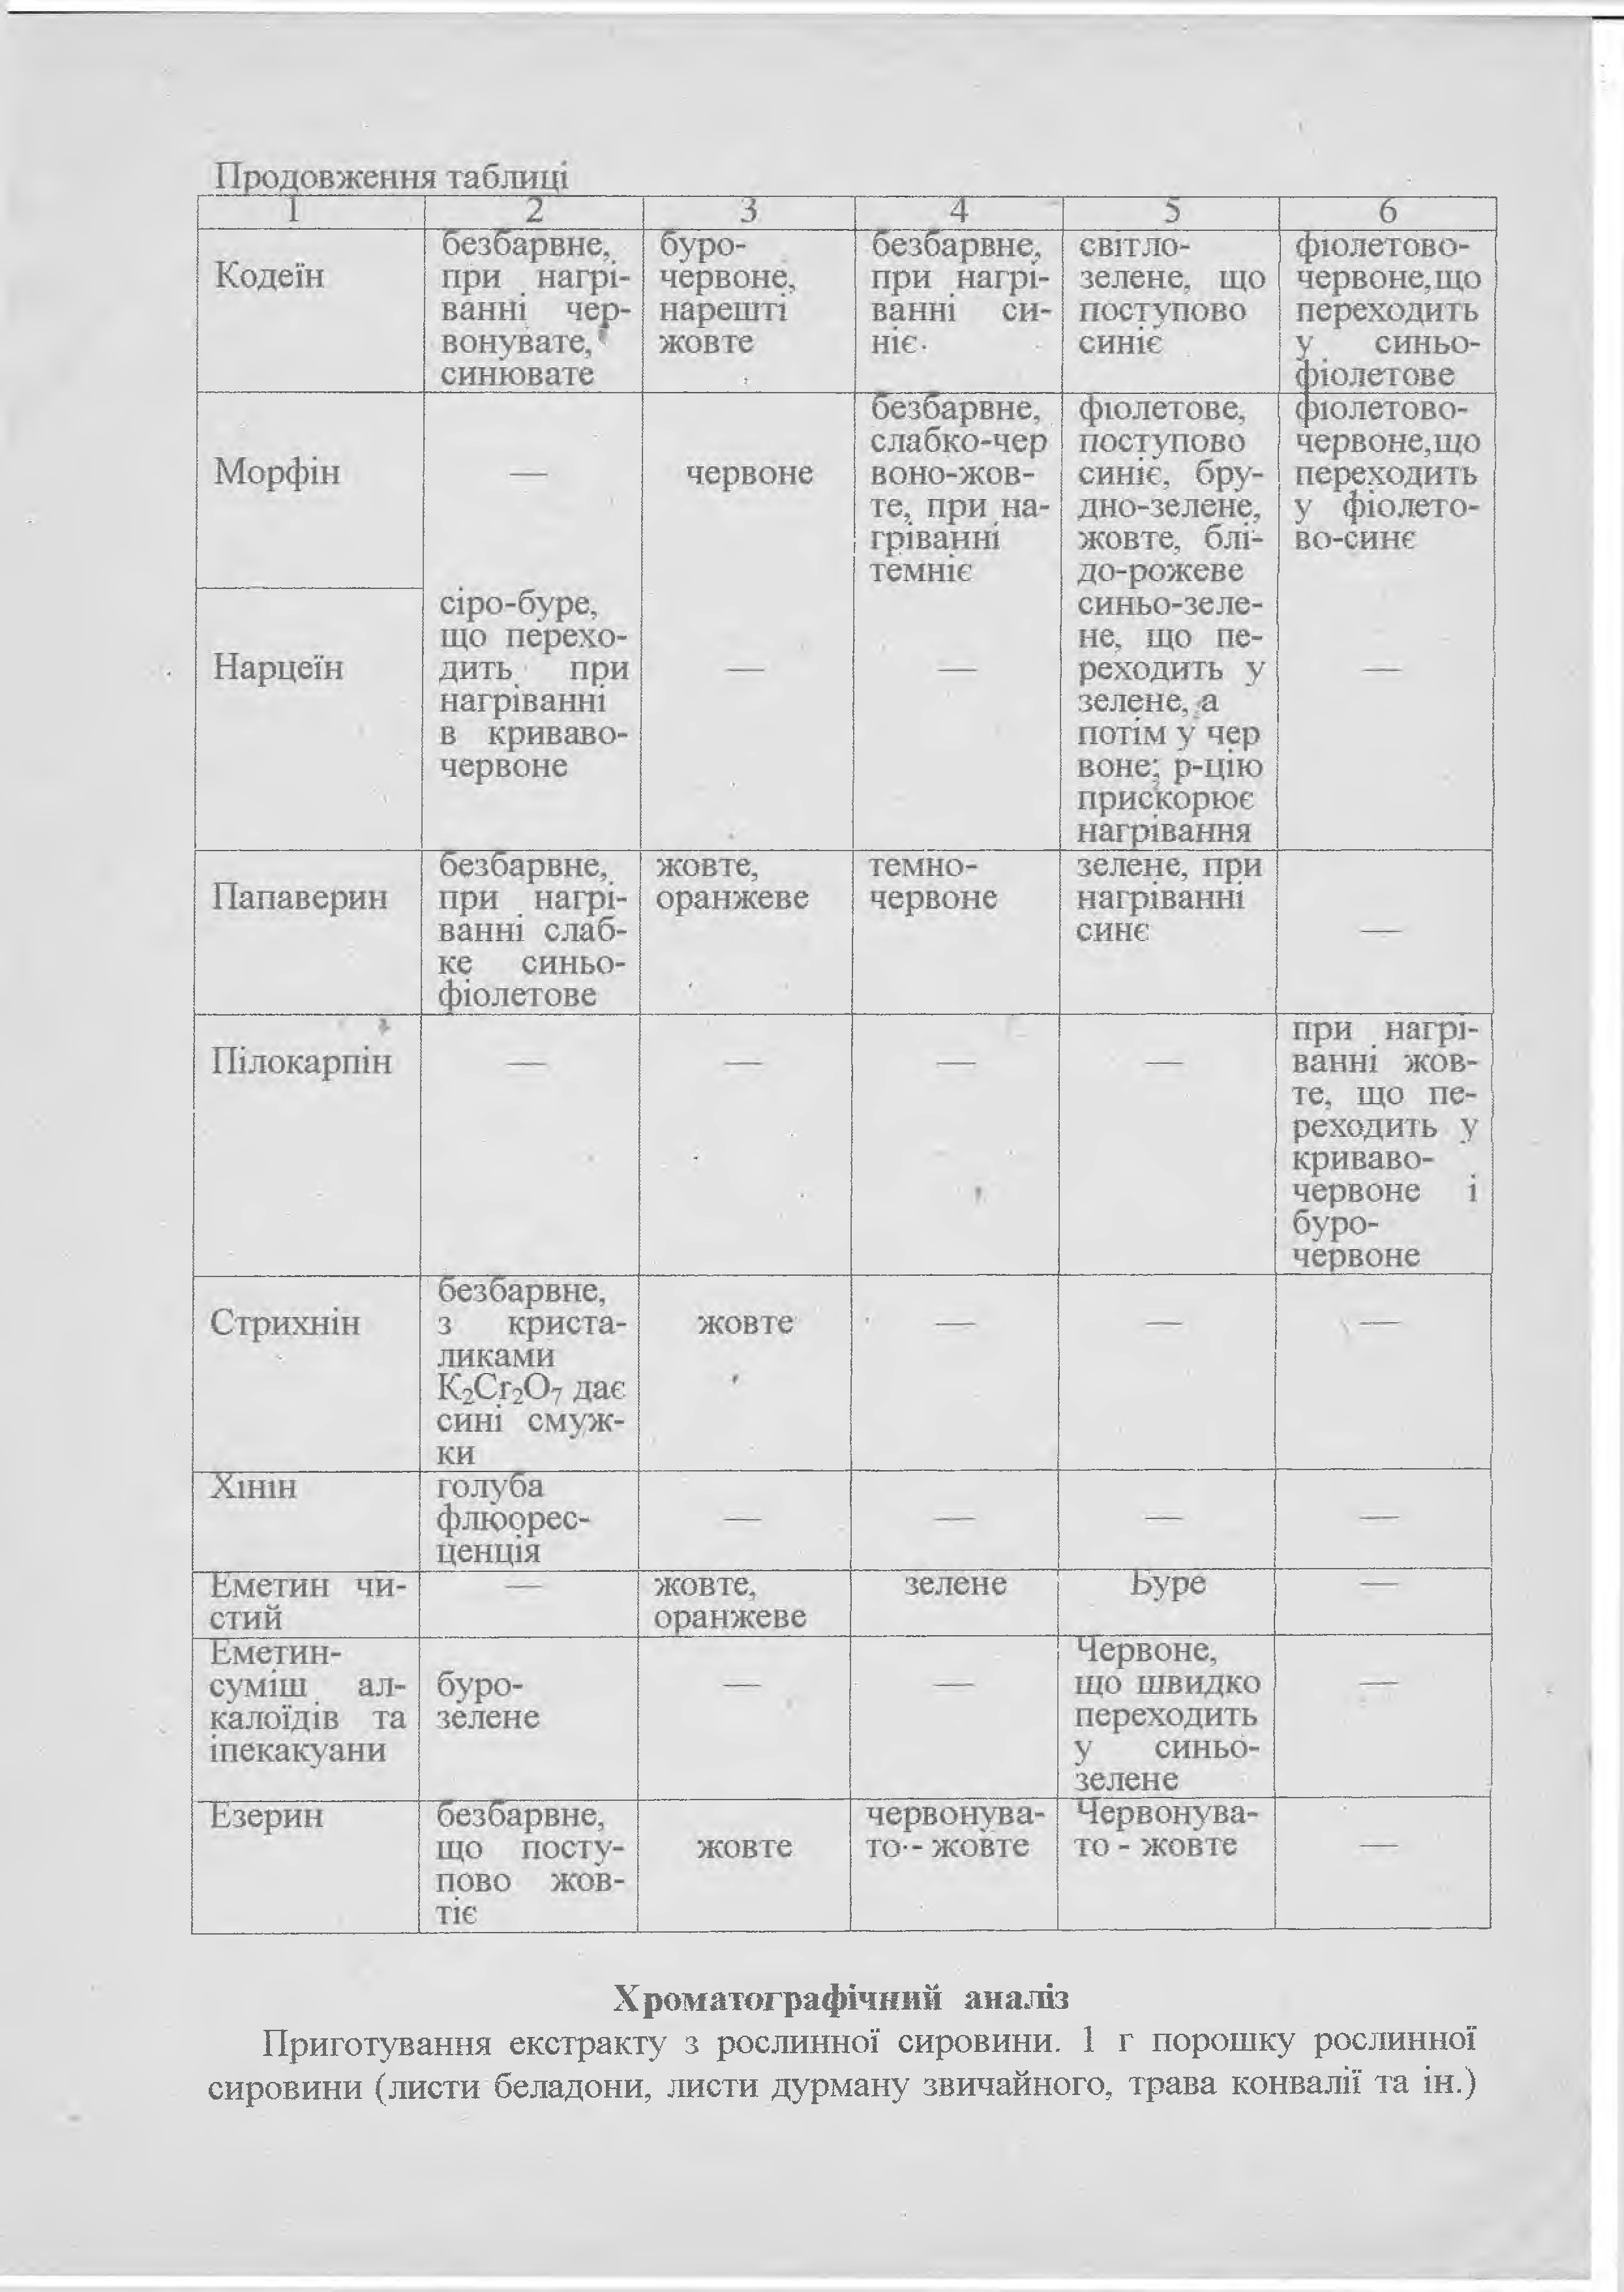 Продовження таблиці
1 2 3 4 5 6
Кодеїн
безбарвне,
при нагрі-
ванні чер-
вонувате,
синювате
буро-
червоне,
нарешті
жовте
безбарвне,
при нагрі-
ванні си-
ніє
світло-
зелене, що
поступово
синіє
фіолетово-
червоне,що
переходить
у синьо-
фіолетове
Морфін
—
червоне
безбарвне,
слабко-чер
воно-жов-
те, при на-
гріванні
темніє
фіолетове,
поступово
синіє, бру-
дно-зелене,
жовте, блі-
до-рожеве
фіолетово-
червоне,що
переходить
у фіолето-
во-синє
Нарцеїн
сіро-буре,
що перехо-
дить при
нагріванні
в криваво-
червоне
—
—
синьо-зеле-
не, що пе-
реходить у
зелене, а
потім у чер
воне; р-цію
прискорює
нагрівання
—
Папаверин
безбарвне,
при нагрі-
ванні слаб-
ке синьо-
фіолетове
жовте,
оранжеве
темно-
червоне
зелене, при
нагріванні
синє
—
Пілокарпін
—
—
—
—
при нагрі-
ванні жов-
те, що пе-
реходить у
криваво-
червоне і
буро-
червоне
Стрихнін
безбарвне,
з криста-
ликами
K₂Cr₂O₇ дає
сині смуж-
ки
жовте
—
—
—
Хінін
голуба
флюорес-
ценція
—
—
—
—
Еметин чи-
стий
—
жовте,
оранжеве
зелене
Буре
—
Еметин-
суміш ал-
калоїдів та
іпекакуани
буро-
зелене
—
—
Червоне,
що швидко
переходить
у синьо-
зелене
—
Езерин
безбарвне,
що посту-
пово жов-
тіє
жовте
червонува-
то - жовте
Червонува-
то - жовте
—
Хроматографічний аналіз
Приготування екстракту з рослинної сировини. 1 г порошку рослинної
сировини (листи беладони, листи дурману звичайного, трава конвалії та ін.)